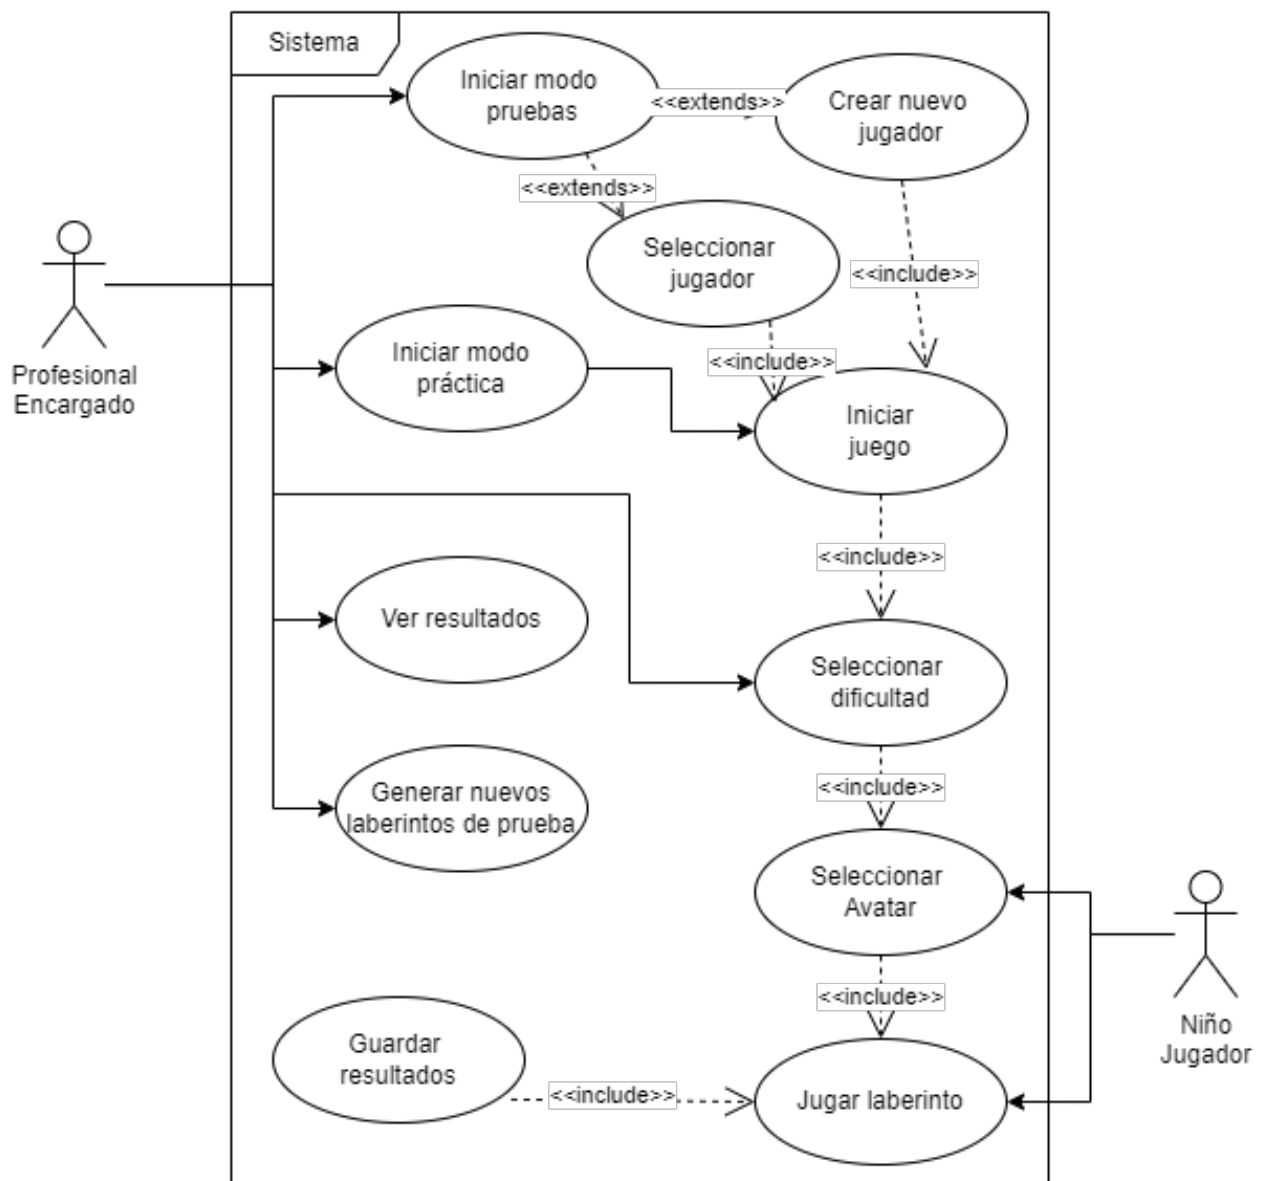 Sistema
Iniciar modo
pruebas
<<extends>>
Crear nuevo
jugador
<<extends>>
Seleccionar
jugador
<<include>>
Profesional
Encargado
Iniciar modo
práctica
<<include>>
Iniciar
juego
<<include>>
Ver resultados
Seleccionar
dificultad
<<include>>
Generar nuevos
laberintos de prueba
Seleccionar
Avatar
<<include>>
Niño
Jugador
Guardar
resultados
<<include>>
Jugar laberinto